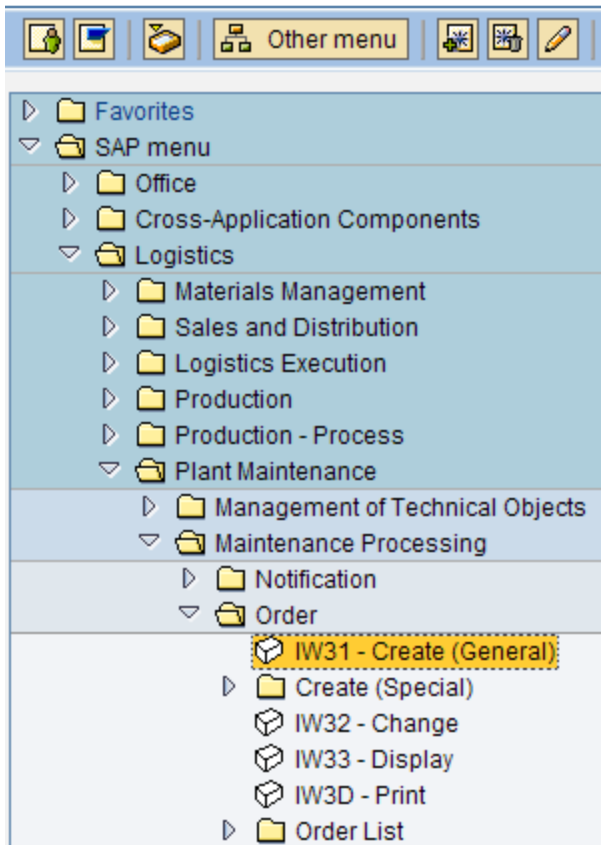 Other menu
Favorites
SAP menu
Office
Cross-Application Components
Logistics
Materials Management
Sales and Distribution
Logistics Execution
Production
Production - Process
Plant Maintenance
Management of Technical Objects
Maintenance Processing
Notification
Order
IW31 - Create (General)
Create (Special)
IW32 - Change
IW33 - Display
IW3D - Print
Order List